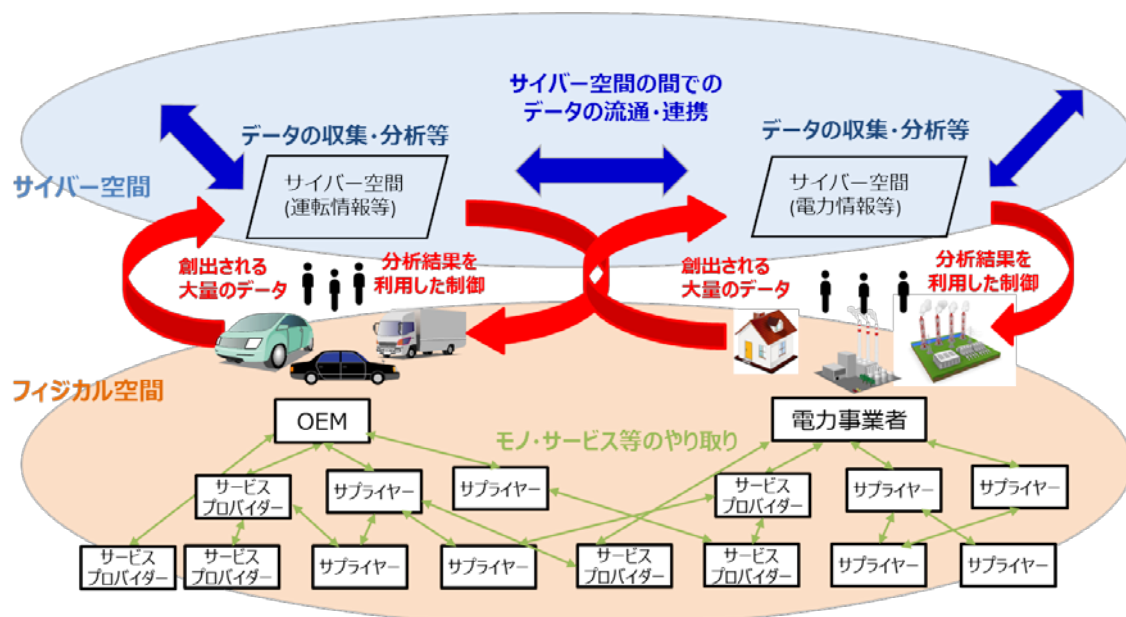 サイバー空間の間での
データの流通・連携
データの収集・分析等
データの収集・分析等
サイバー空間
サイバー空間
(運転情報等)
サイバー空間
(電力情報等)
創出される
大量のデータ
分析結果を
利用した制御
創出される
大量のデータ
分析結果を
利用した制御
フィジカル空間
OEM
モノ・サービス等のやり取り
電力事業者
サービス
プロバイダー
サプライヤー
サプライヤー
サービス
プロバイダー
サプライヤー
サプライヤー
サービス
プロバイダー
サービス
プロバイダー
サプライヤー
サプライヤー
サービス
プロバイダー
サービス
プロバイダー
サプライヤー
サプライヤー